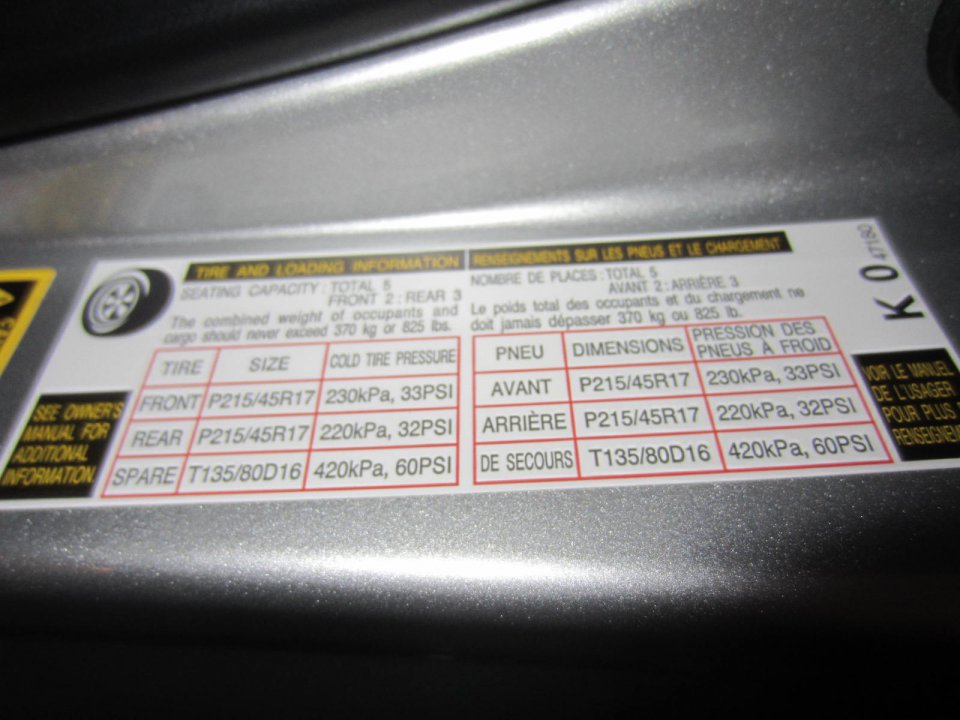 TIRE AND LOADING INFORMATION
SEATING CAPACITY : TOTAL 5
FRONT 2 : REAR 3
The combined weight of occupants and
cargo should never exceed 370 kg or 825 lbs.
TIRE SIZE COLD TIRE PRESSURE
FRONT P215/45R17 230kPa, 33PSI
REAR P215/45R17 220kPa, 32PSI
SPARE T135/80D16 420kPa, 60PSI
SEE OWNER'S
MANUAL FOR
ADDITIONAL
INFORMATION
RENSEIGNEMENTS SUR LES PNEUS ET LE CHARGEMENT
NOMBRE DE PLACES : TOTAL 5
AVANT 2 : ARRIÈRE 3
Le poids total des occupants et du chargement ne
doit jamais dépasser 370 kg ou 825 lb.
PNEU DIMENSIONS PRESSION DES
PNEUS À FROID
AVANT P215/45R17 230kPa, 33PSI
ARRIÈRE P215/45R17 220kPa, 32PSI
DE SECOURS T135/80D16 420kPa, 60PSI
VOIR LE MANUEL
DE L'USAGER
POUR PLUS
K 0 47180